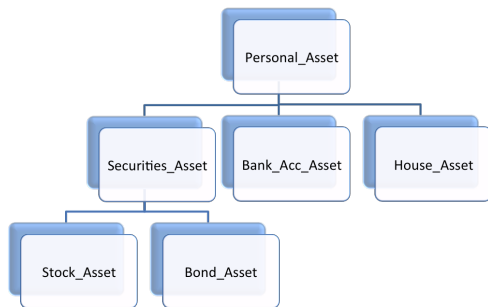 Personal_Asset
Securities_Asset
Bank_Acc_Asset
House_Asset
Stock_Asset
Bond_Asset